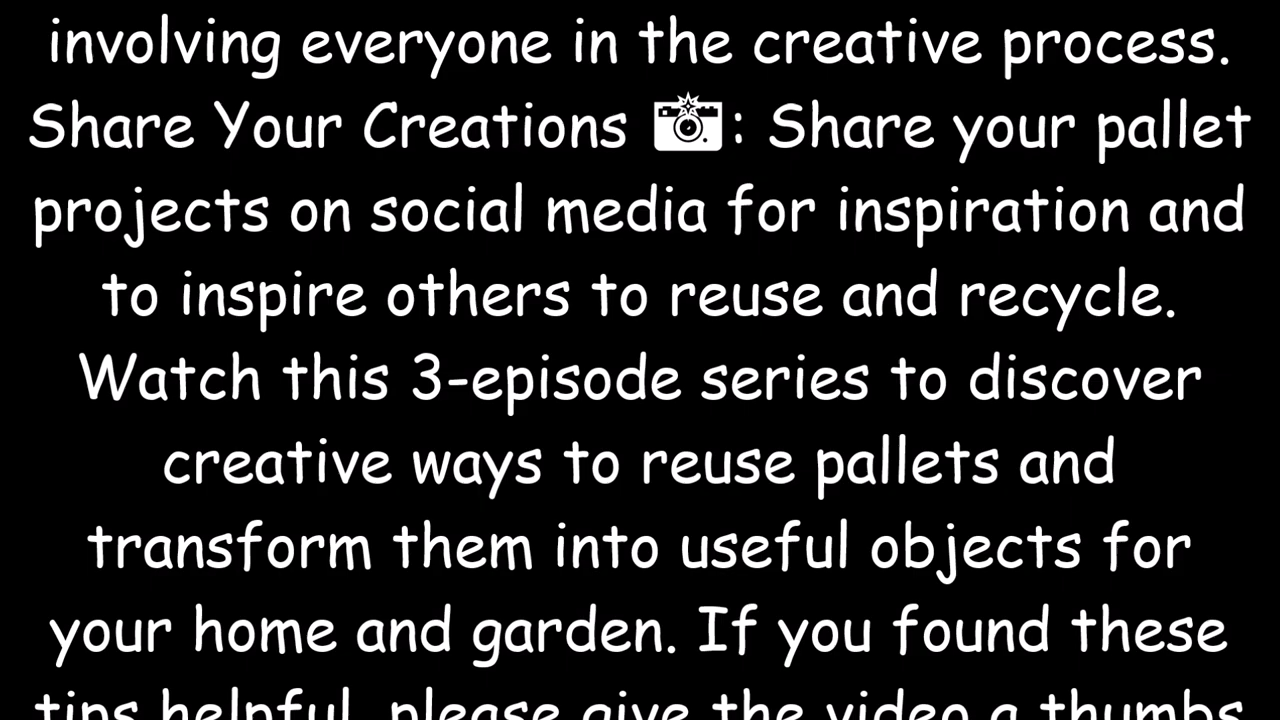 involving everyone in the creative process.
Share Your Creations 📸: Share your pallet
projects on social media for inspiration and
to inspire others to reuse and recycle.
Watch this 3-episode series to discover
creative ways to reuse pallets and
transform them into useful objects for
your home and garden. If you found these
tips helpful, please give the video a thumbs